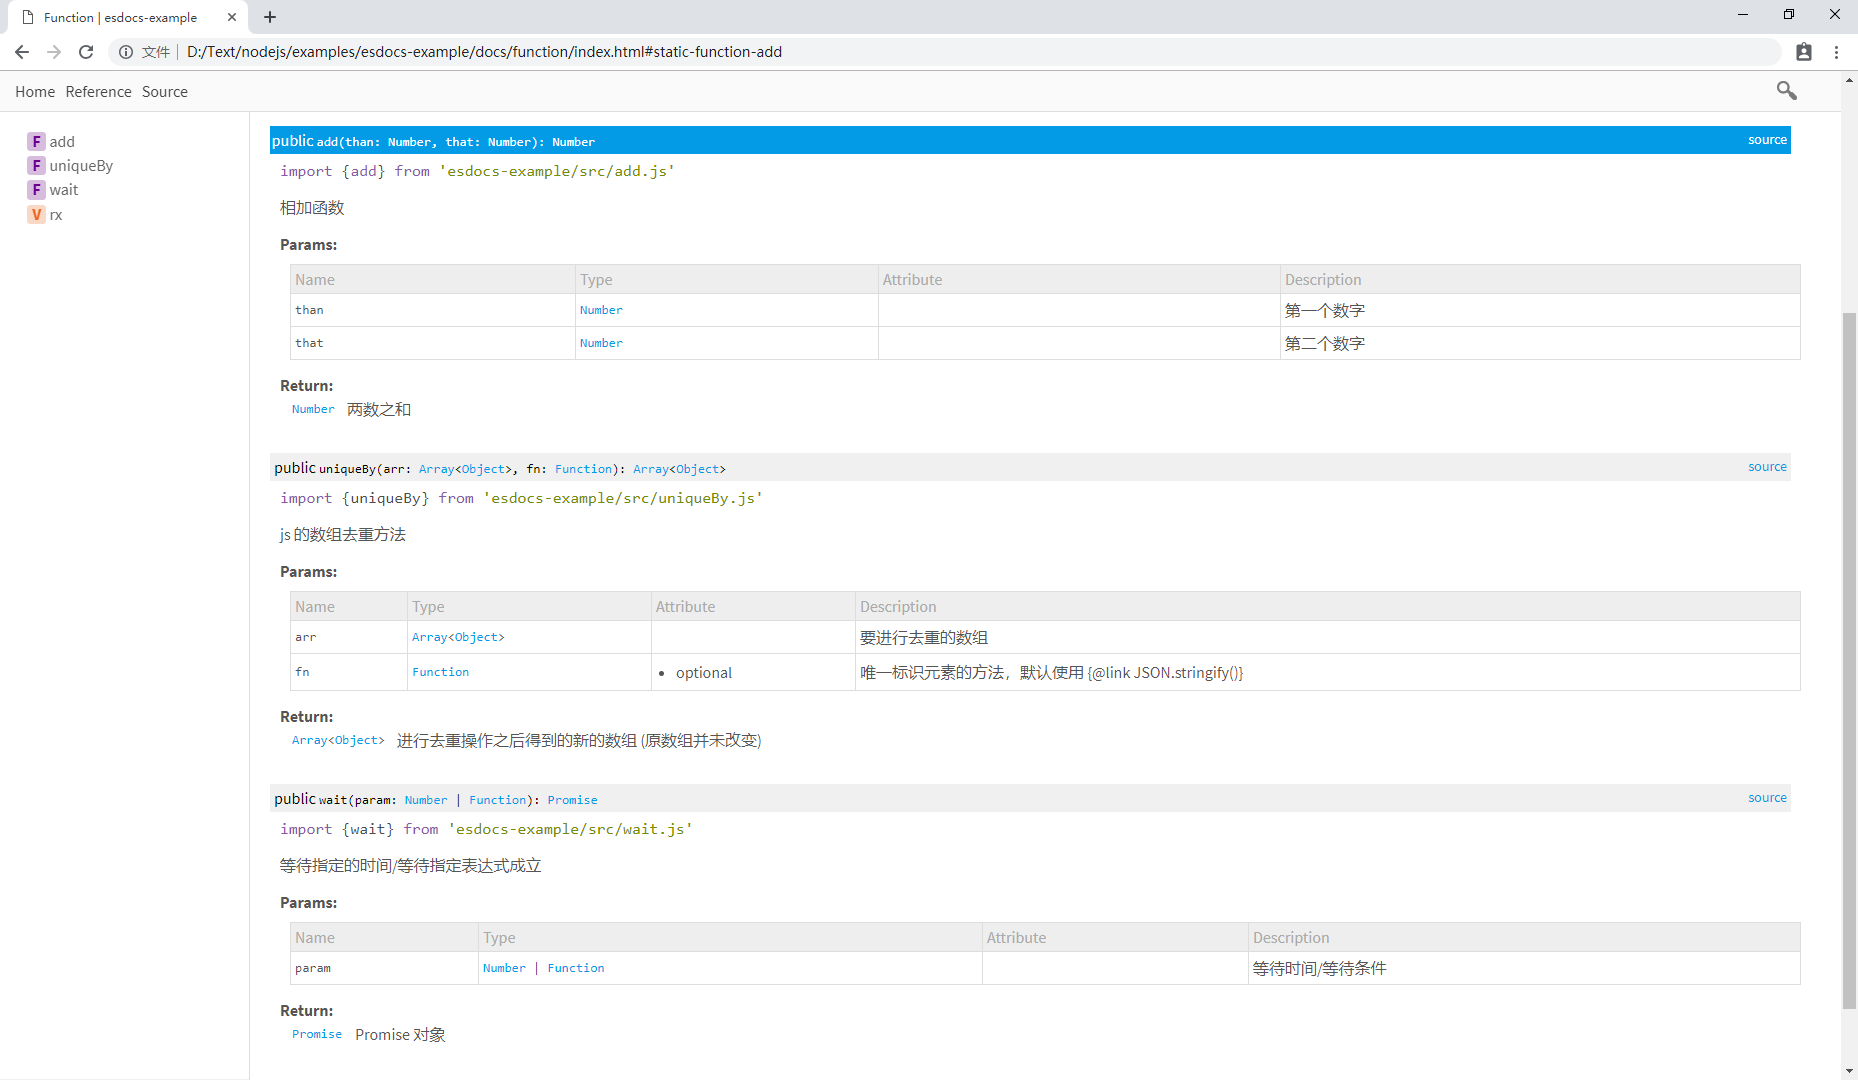 Function | esdocs-example
文件 D:/Text/nodejs/examples/esdocs-example/docs/function/index.html#static-function-add
Home Reference Source
F add
F uniqueBy
F wait
V rx
public add(than: Number, that: Number): Number source
import {add} from 'esdocs-example/src/add.js'
相加函数
Params:
Name Type Attribute Description
than Number 第一个数字
that Number 第二个数字
Return:
Number 两数之和
public uniqueBy(arr: Array<Object>, fn: Function): Array<Object> source
import {uniqueBy} from 'esdocs-example/src/uniqueBy.js'
js 的数组去重方法
Params:
Name Type Attribute Description
arr Array<Object> 要进行去重的数组
fn Function • optional 唯一标识元素的方法，默认使用 {@link JSON.stringify()}
Return:
Array<Object> 进行去重操作之后得到的新的数组 (原数组并未改变)
public wait(param: Number | Function): Promise source
import {wait} from 'esdocs-example/src/wait.js'
等待指定的时间/等待指定表达式成立
Params:
Name Type Attribute Description
param Number | Function 等待时间/等待条件
Return:
Promise Promise 对象